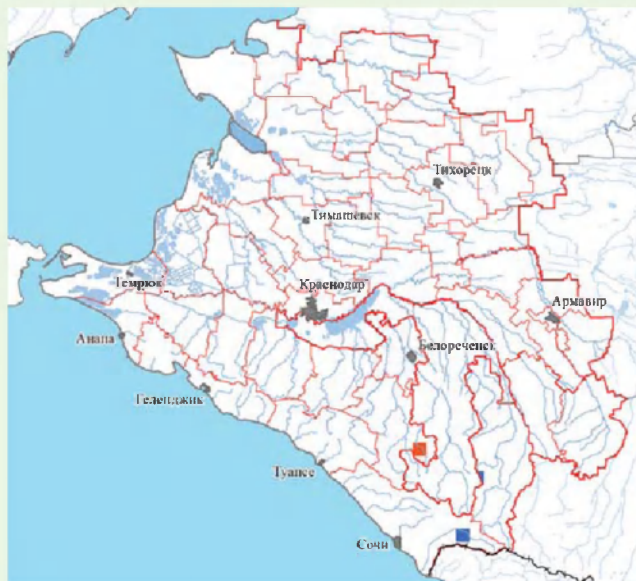 Тихорецк
Тимашевск
Темрюк
Краснодар
Армавир
Анапа
Белореченск
Геленджик
Туапсе
Сочи